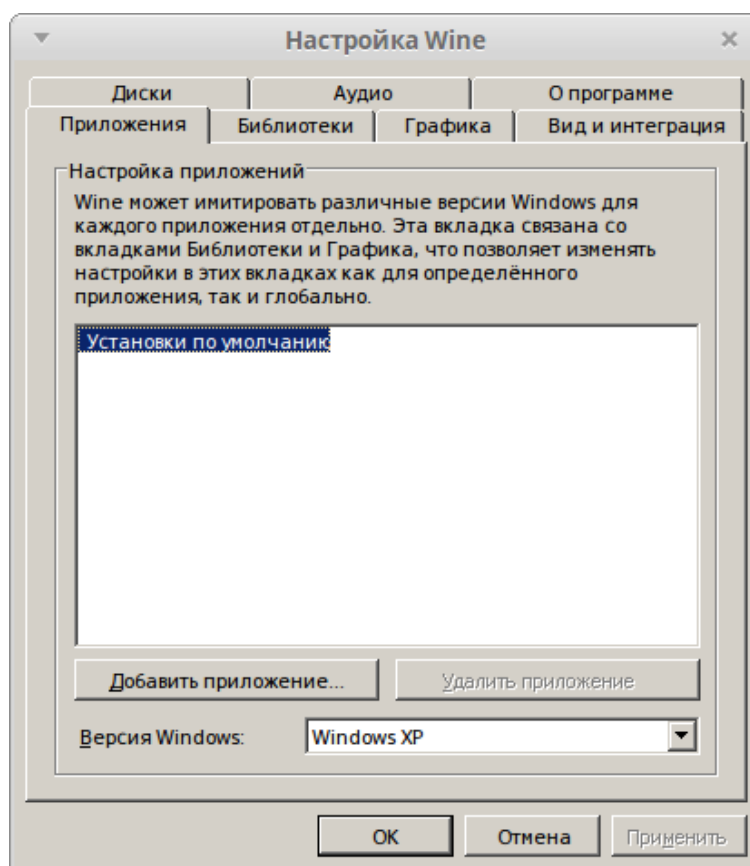 Настройка Wine
Диски
Аудио
О программе
Приложения
Библиотеки
Графика
Вид и интеграция
Настройка приложений
Wine может имитировать различные версии Windows для
каждого приложения отдельно. Эта вкладка связана со
вкладками Библиотеки и Графика, что позволяет изменять
настройки в этих вкладках как для определённого
приложения, так и глобально.
Установки по умолчанию
Добавить приложение...
Удалить приложение
Версия Windows:
Windows XP
OK
Отмена
Применить